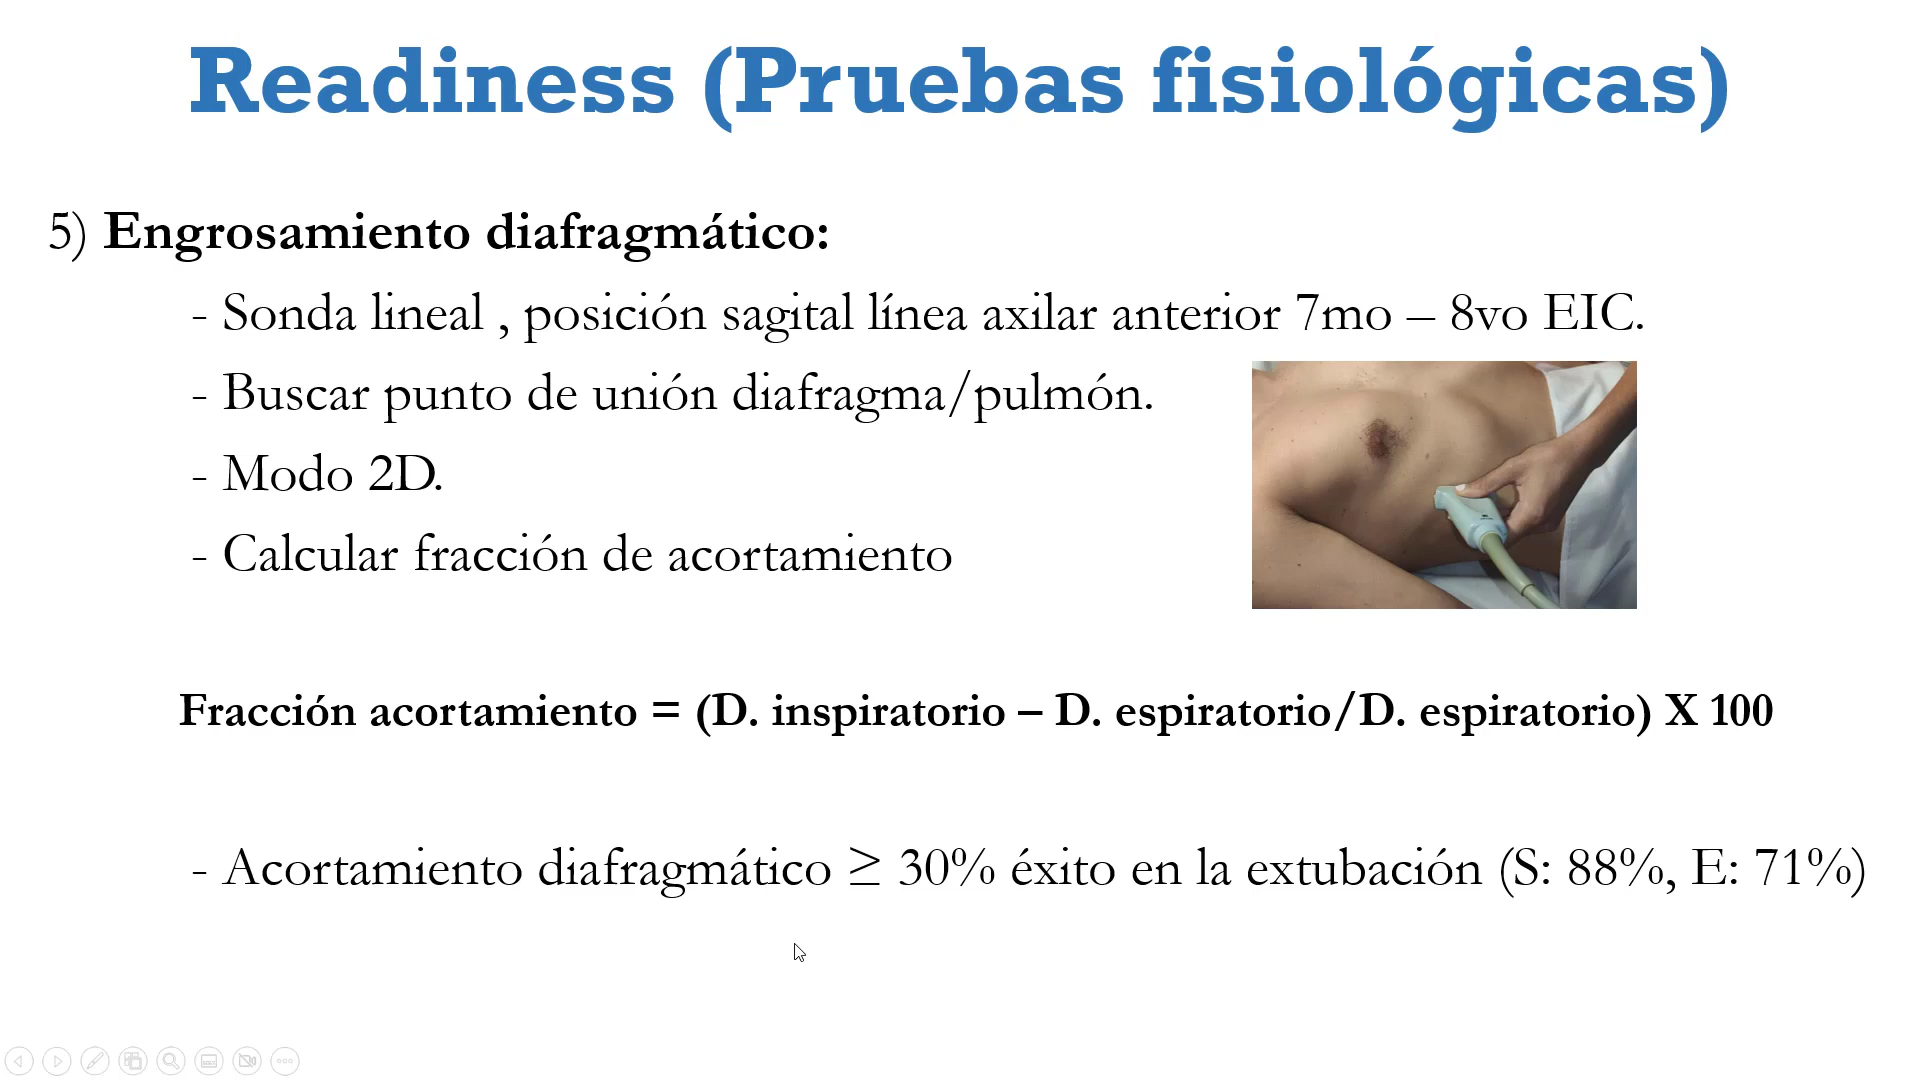 Readiness (Pruebas fisiológicas)
5) Engrosamiento diafragmático:
- Sonda lineal , posición sagital línea axilar anterior 7mo – 8vo EIC.
- Buscar punto de unión diafragma/pulmón.
- Modo 2D.
- Calcular fracción de acortamiento
Fracción acortamiento = (D. inspiratorio – D. espiratorio/D. espiratorio) X 100
- Acortamiento diafragmático ≥ 30% éxito en la extubación (S: 88%, E: 71%)